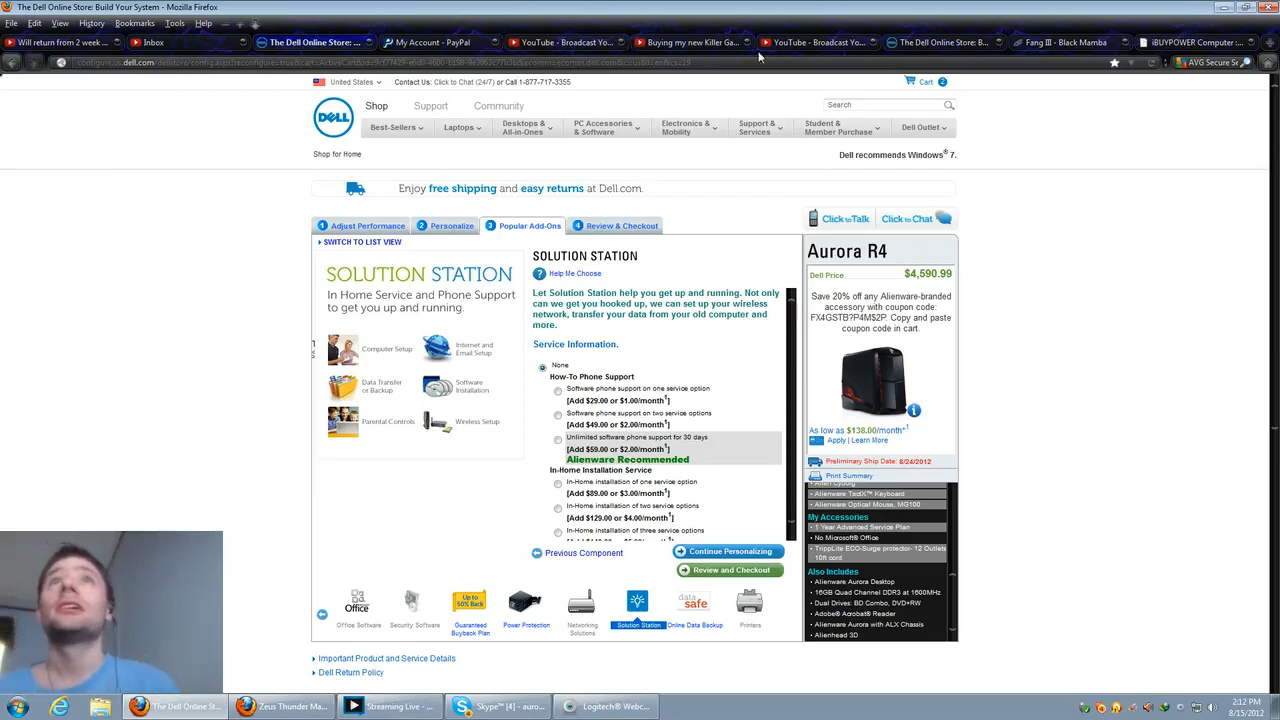 The Dell Online Store: Build Your System - Mozilla Firefox
File Edit View History Bookmarks Tools Help
Will return from 2 week ...
Inbox
The Dell Online Store: ...
My Account - PayPal
YouTube - Broadcast Yo...
Buying my new Killer Ga...
YouTube - Broadcast Yo...
The Dell Online Store: B...
Fang III - Black Mamba
iBUYPOWER Computer : ...
AVG Secure Se
United States
Contact Us: Click to Chat (24/7) or Call 1-877-717-3355
Cart 2
DELL
Shop Support Community
Search
Best-Sellers
Laptops
Desktops & All-in-Ones
PC Accessories & Software
Electronics & Mobility
Support & Services
Student & Member Purchase
Dell Outlet
Shop for Home
Dell recommends Windows® 7.
Enjoy free shipping and easy returns at Dell.com.
1 Adjust Performance
2 Personalize
3 Popular Add-Ons
4 Review & Checkout
Click to Talk
Click to Chat
SWITCH TO LIST VIEW
SOLUTION STATION
In Home Service and Phone Support
to get you up and running.
Computer Setup
Internet and Email Setup
Data Transfer or Backup
Software Installation
Parental Controls
Wireless Setup
SOLUTION STATION
Help Me Choose
Let Solution Station help you get up and running. Not only
can we get you hooked up, we can set up your wireless
network, transfer your data from your old computer and
more.
Service Information.
None
How-To Phone Support
Software phone support on one service option
[Add $29.00 or $1.00/month¹]
Software phone support on two service options
[Add $49.00 or $2.00/month¹]
Unlimited software phone support for 30 days
[Add $59.00 or $2.00/month¹]
Alienware Recommended
In-Home Installation Service
In-Home installation of one service option
[Add $89.00 or $3.00/month¹]
In-Home installation of two service options
[Add $129.00 or $4.00/month¹]
In-Home installation of three service options
Previous Component
Continue Personalizing
Review and Checkout
Aurora R4
Dell Price $4,590.99
Save 20% off any Alienware-branded
accessory with coupon code:
FX4GSTB?P4M$2P. Copy and paste
coupon code in cart.
As low as $138.00/month*¹
Apply | Learn More
Preliminary Ship Date: 8/24/2012
Print Summary
Alienware TactX™ Keyboard
Alienware Optical Mouse, MG100
My Accessories
1 Year Advanced Service Plan
No Microsoft® Office
TrippLite ECO-Surge protector- 12 Outlets
10ft cord
Also Includes
Alienware Aurora Desktop
16GB Quad Channel DDR3 at 1600MHz
Dual Drives: BD Combo, DVD+RW
Adobe® Acrobat® Reader
Alienware Aurora with ALX Chassis
Alienhead 3D
Office
Up to 50% Back
data safe
Office Software
Security Software
Guaranteed Buyback Plan
Power Protection
Networking Solutions
Solution Station
Online Data Backup
Printers
Important Product and Service Details
Dell Return Policy
The Dell Online St...
Zeus Thunder Ma...
Streaming Live - ...
Skype™ [4] - auro...
Logitech® Webc...
2:12 PM
8/15/2012